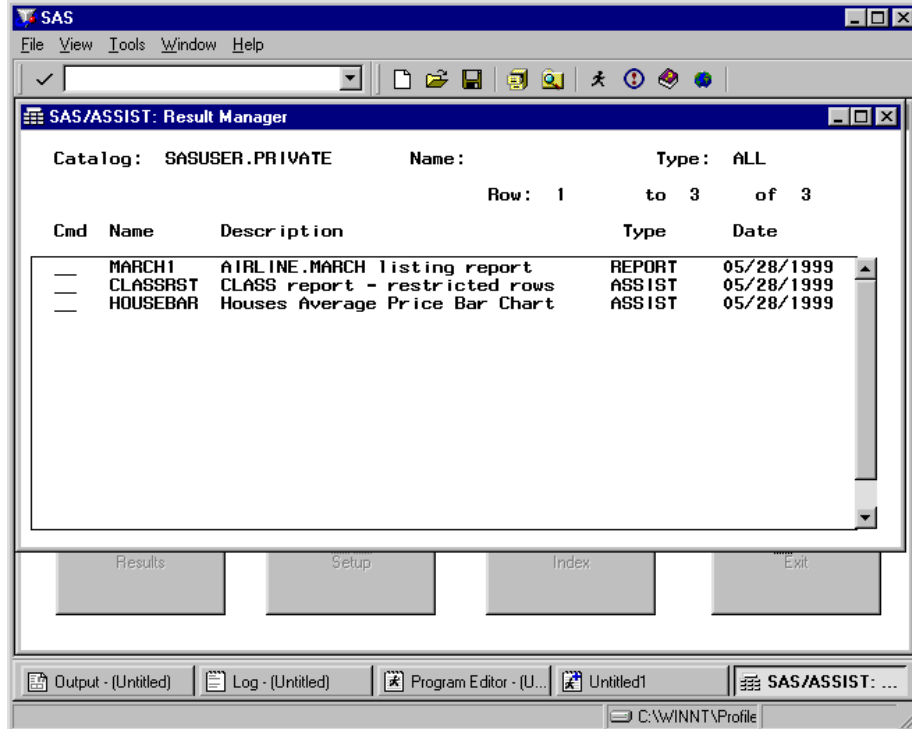 SAS
File View Tools Window Help
SAS/ASSIST: Result Manager
Catalog: SASUSER.PRIVATE Name: Type: ALL
Row: 1 to 3 of 3
Cmd Name Description Type Date
__ MARCH1 AIRLINE.MARCH listing report REPORT 05/28/1999
__ CLASSRST CLASS report - restricted rows ASSIST 05/28/1999
__ HOUSEBAR Houses Average Price Bar Chart ASSIST 05/28/1999
Results Setup Index Exit
Output - (Untitled) Log - (Untitled) Program Editor - (U... Untitled1 SAS/ASSIST: ...
C:\WINNT\Profile